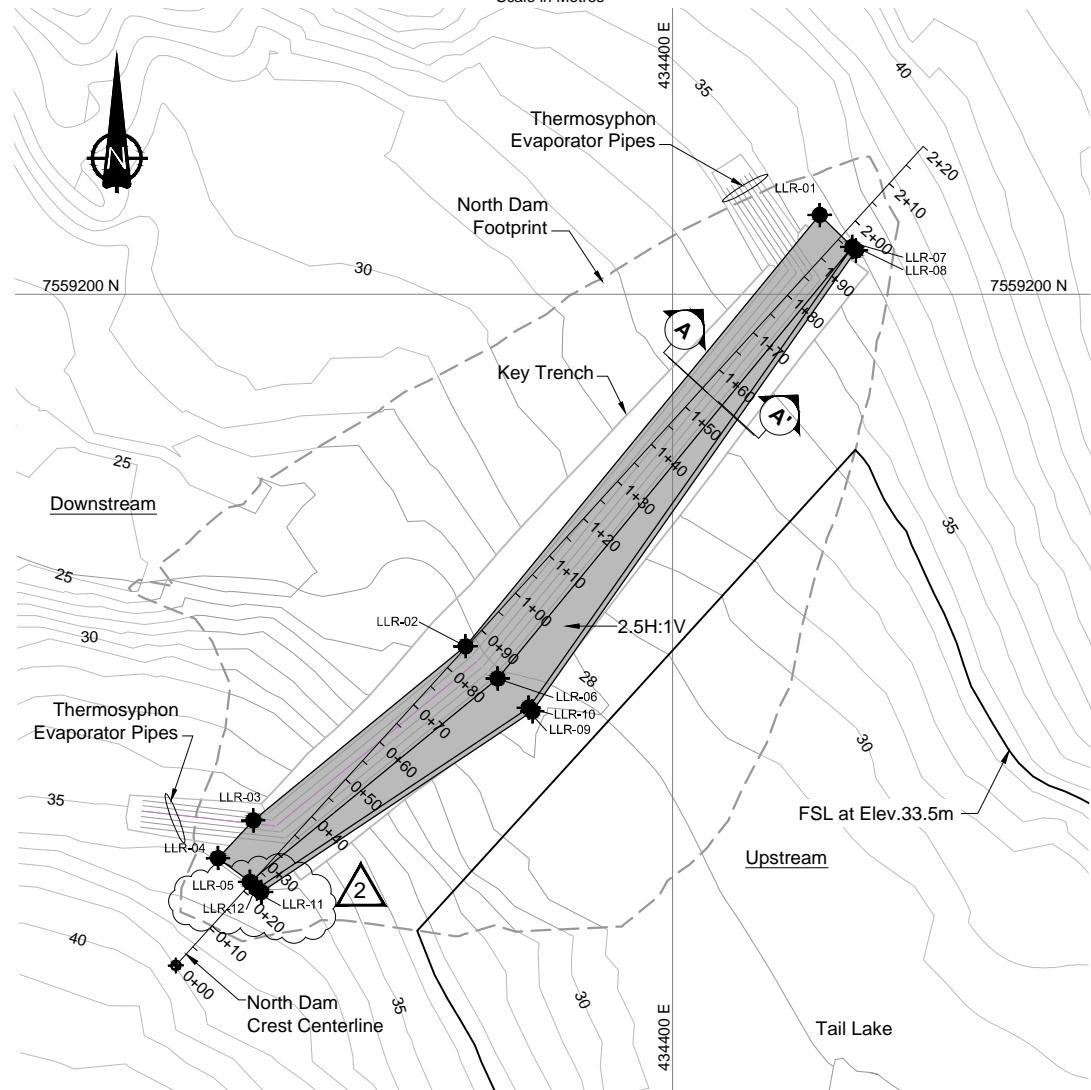 Scale in Metres
434400 E
40
35
Thermosyphon
Evaporator Pipes
N
LLR-01
2+20
2+10
North Dam
Footprint
2+00
LLR-07
LLR-08
30
7559200 N
7559200 N
1+90
1+80
A
1+70
Key Trench
1+60
A'
1+50
25
1+40
Downstream
1+30
35
1+20
25
1+10
1+00
LLR-02
2.5H:1V
30
0+90
28
0+80
LLR-06
Thermosyphon
Evaporator Pipes
LLR-10
0+70
LLR-09
30
0+60
35
LLR-03
0+50
FSL at Elev.33.5m
0+40
LLR-04
Upstream
0+30
LLR-05
2
LLR-12
LLR-11
0+20
40
0+10
0+00
North Dam
Crest Centerline
35
30
434400 E
Tail Lake